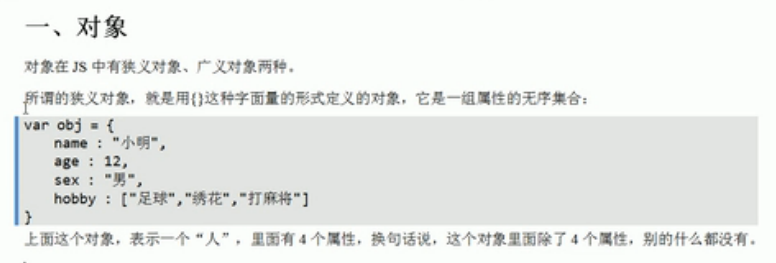 一、对象
对象在 JS 中有狭义对象、广义对象两种。
所谓的狭义对象，就是用{}这种字面量的形式定义的对象，它是一组属性的无序集合：
var obj = {
    name : "小明",
    age : 12,
    sex : "男",
    hobby : ["足球","绣花","打麻将"]
}
上面这个对象，表示一个“人”，里面有 4 个属性，换句话说，这个对象里面除了 4 个属性，别的什么都没有。